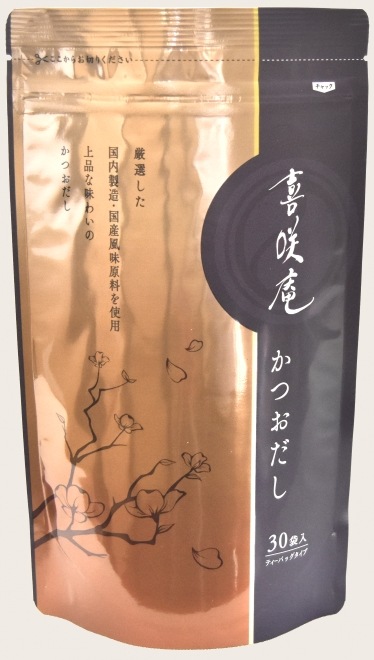 ここからお切りください
チャック
厳選した
国内製造・国産風味原料を使用
上品な味わいの
かつおだし
喜咲庵
かつおだし
30袋入
ティーバッグタイプ